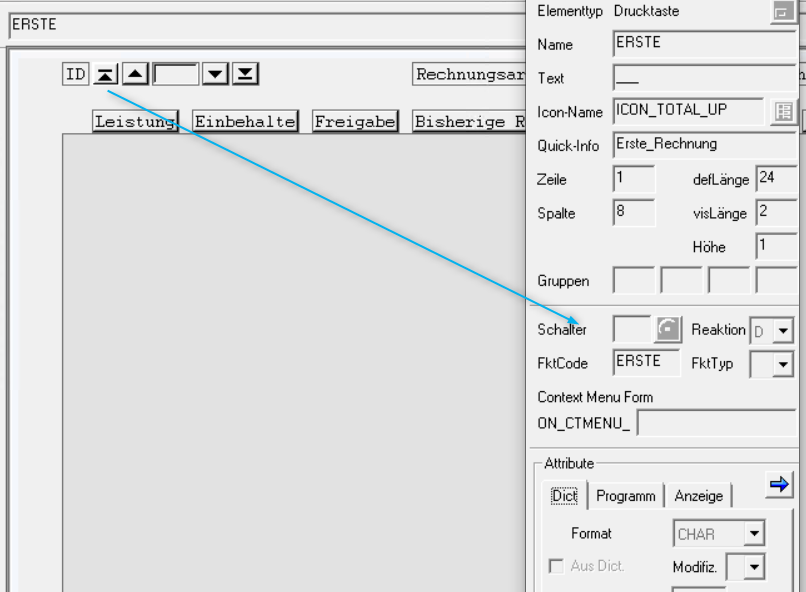 ERSTE
ID
Rechnungsar
Leistung Einbehalte Freigabe Bisherige R
Elementtyp Drucktaste
Name ERSTE
Text __
Icon-Name ICON_TOTAL_UP
Quick-Info Erste_Rechnung
Zeile 1 defLänge 24
Spalte 8 visLänge 2
Höhe 1
Gruppen
Schalter Reaktion D
FktCode ERSTE FktTyp
Context Menu Form
ON_CTMENU_
Attribute
Dict Programm Anzeige
Format CHAR
Aus Dict. Modifiz.